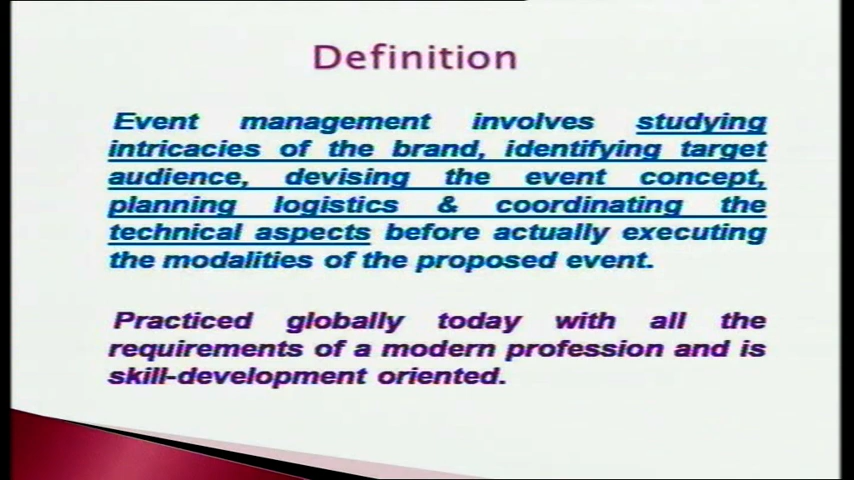 Definition
Event management involves studying
intricacies of the brand, identifying target
audience, devising the event concept,
planning logistics & coordinating the
technical aspects before actually executing
the modalities of the proposed event.
Practiced globally today with all the
requirements of a modern profession and is
skill-development oriented.